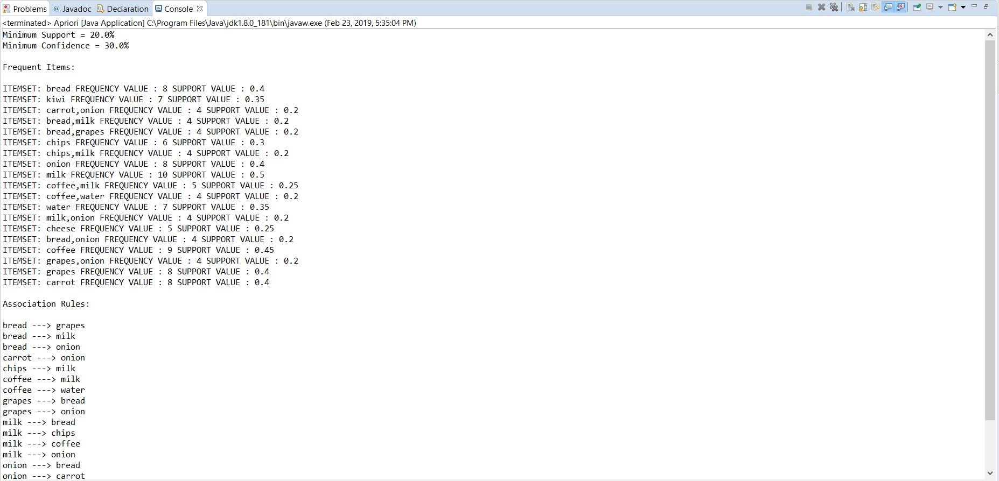 Problems @ Javadoc Declaration Console
<terminated> Apriori [Java Application] C:\Program Files\Java\jdk1.8.0_181\bin\javaw.exe (Feb 23, 2019, 5:35:04 PM)
Minimum Support = 20.0%
Minimum Confidence = 30.0%
Frequent Items:
ITEMSET: bread FREQUENCY VALUE : 8 SUPPORT VALUE : 0.4
ITEMSET: kiwi FREQUENCY VALUE : 7 SUPPORT VALUE : 0.35
ITEMSET: carrot,onion FREQUENCY VALUE : 4 SUPPORT VALUE : 0.2
ITEMSET: bread,milk FREQUENCY VALUE : 4 SUPPORT VALUE : 0.2
ITEMSET: bread,grapes FREQUENCY VALUE : 4 SUPPORT VALUE : 0.2
ITEMSET: chips FREQUENCY VALUE : 6 SUPPORT VALUE : 0.3
ITEMSET: chips,milk FREQUENCY VALUE : 4 SUPPORT VALUE : 0.2
ITEMSET: onion FREQUENCY VALUE : 8 SUPPORT VALUE : 0.4
ITEMSET: milk FREQUENCY VALUE : 10 SUPPORT VALUE : 0.5
ITEMSET: coffee,milk FREQUENCY VALUE : 5 SUPPORT VALUE : 0.25
ITEMSET: coffee,water FREQUENCY VALUE : 4 SUPPORT VALUE : 0.2
ITEMSET: water FREQUENCY VALUE : 7 SUPPORT VALUE : 0.35
ITEMSET: milk,onion FREQUENCY VALUE : 4 SUPPORT VALUE : 0.2
ITEMSET: cheese FREQUENCY VALUE : 5 SUPPORT VALUE : 0.25
ITEMSET: bread,onion FREQUENCY VALUE : 4 SUPPORT VALUE : 0.2
ITEMSET: coffee FREQUENCY VALUE : 9 SUPPORT VALUE : 0.45
ITEMSET: grapes,onion FREQUENCY VALUE : 4 SUPPORT VALUE : 0.2
ITEMSET: grapes FREQUENCY VALUE : 8 SUPPORT VALUE : 0.4
ITEMSET: carrot FREQUENCY VALUE : 8 SUPPORT VALUE : 0.4
Association Rules:
bread ---> grapes
bread ---> milk
bread ---> onion
carrot ---> onion
chips ---> milk
coffee ---> milk
coffee ---> water
grapes ---> bread
grapes ---> onion
milk ---> bread
milk ---> chips
milk ---> coffee
milk ---> onion
onion ---> bread
onion ---> carrot